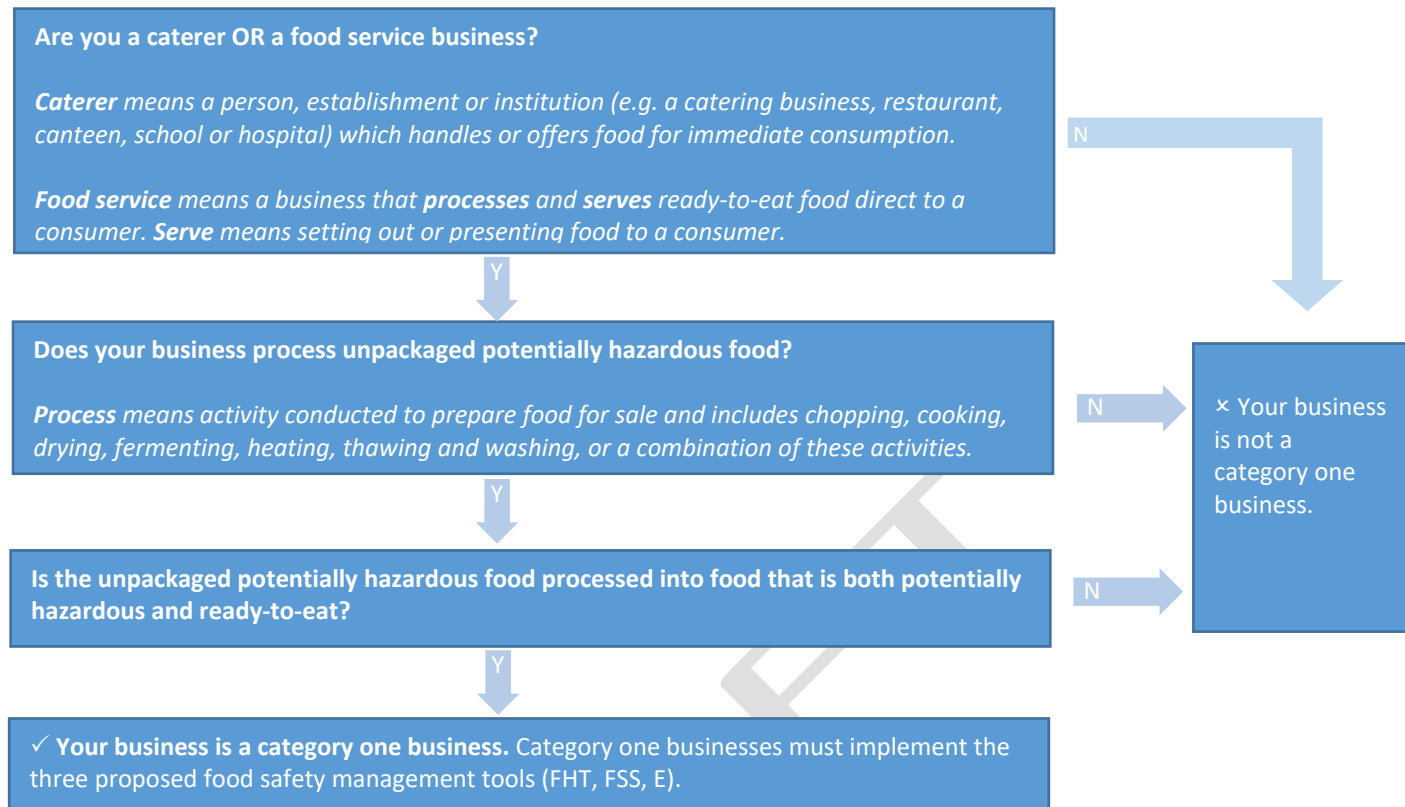 Are you a caterer OR a food service business?
Caterer means a person, establishment or institution (e.g. a catering business, restaurant,
canteen, school or hospital) which handles or offers food for immediate consumption.
N
Food service means a business that processes and serves ready-to-eat food direct to a
consumer. Serve means setting out or presenting food to a consumer.
Y
Does your business process unpackaged potentially hazardous food?
Process means activity conducted to prepare food for sale and includes chopping, cooking,
drying, fermenting, heating, thawing and washing, or a combination of these activities.
N
× Your business
is not a
category one
business.
Y
Is the unpackaged potentially hazardous food processed into food that is both potentially
hazardous and ready-to-eat?
N
Y
✓ Your business is a category one business. Category one businesses must implement the
three proposed food safety management tools (FHT, FSS, E).